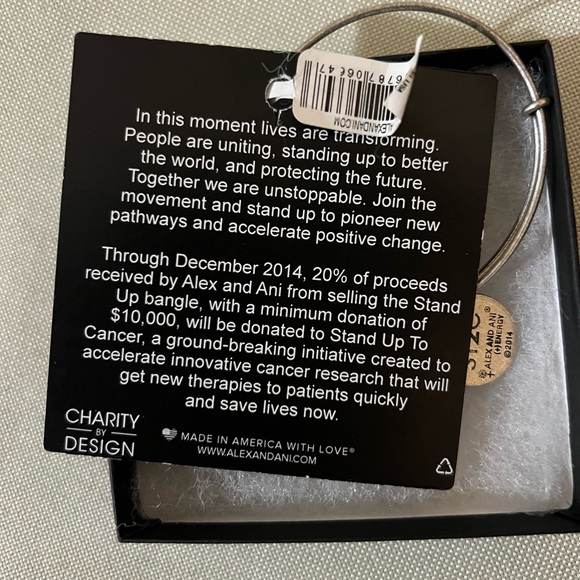 67871066 47
ALEXANDANI.COM
In this moment lives are transforming.
People are uniting, standing up to better
the world, and protecting the future.
Together we are unstoppable. Join the
movement and stand up to pioneer new
pathways and accelerate positive change.
Through December 2014, 20% of proceeds
received by Alex and Ani from selling the Stand
Up bangle, with a minimum donation of
$10,000, will be donated to Stand Up To
Cancer, a ground-breaking initiative created to
accelerate innovative cancer research that will
get new therapies to patients quickly
and save lives now.
CHARITY
BY
DESIGN
MADE IN AMERICA WITH LOVE®
WWW.ALEXANDANI.COM
ALEX AND ANI
(+)ENERGY
©2014